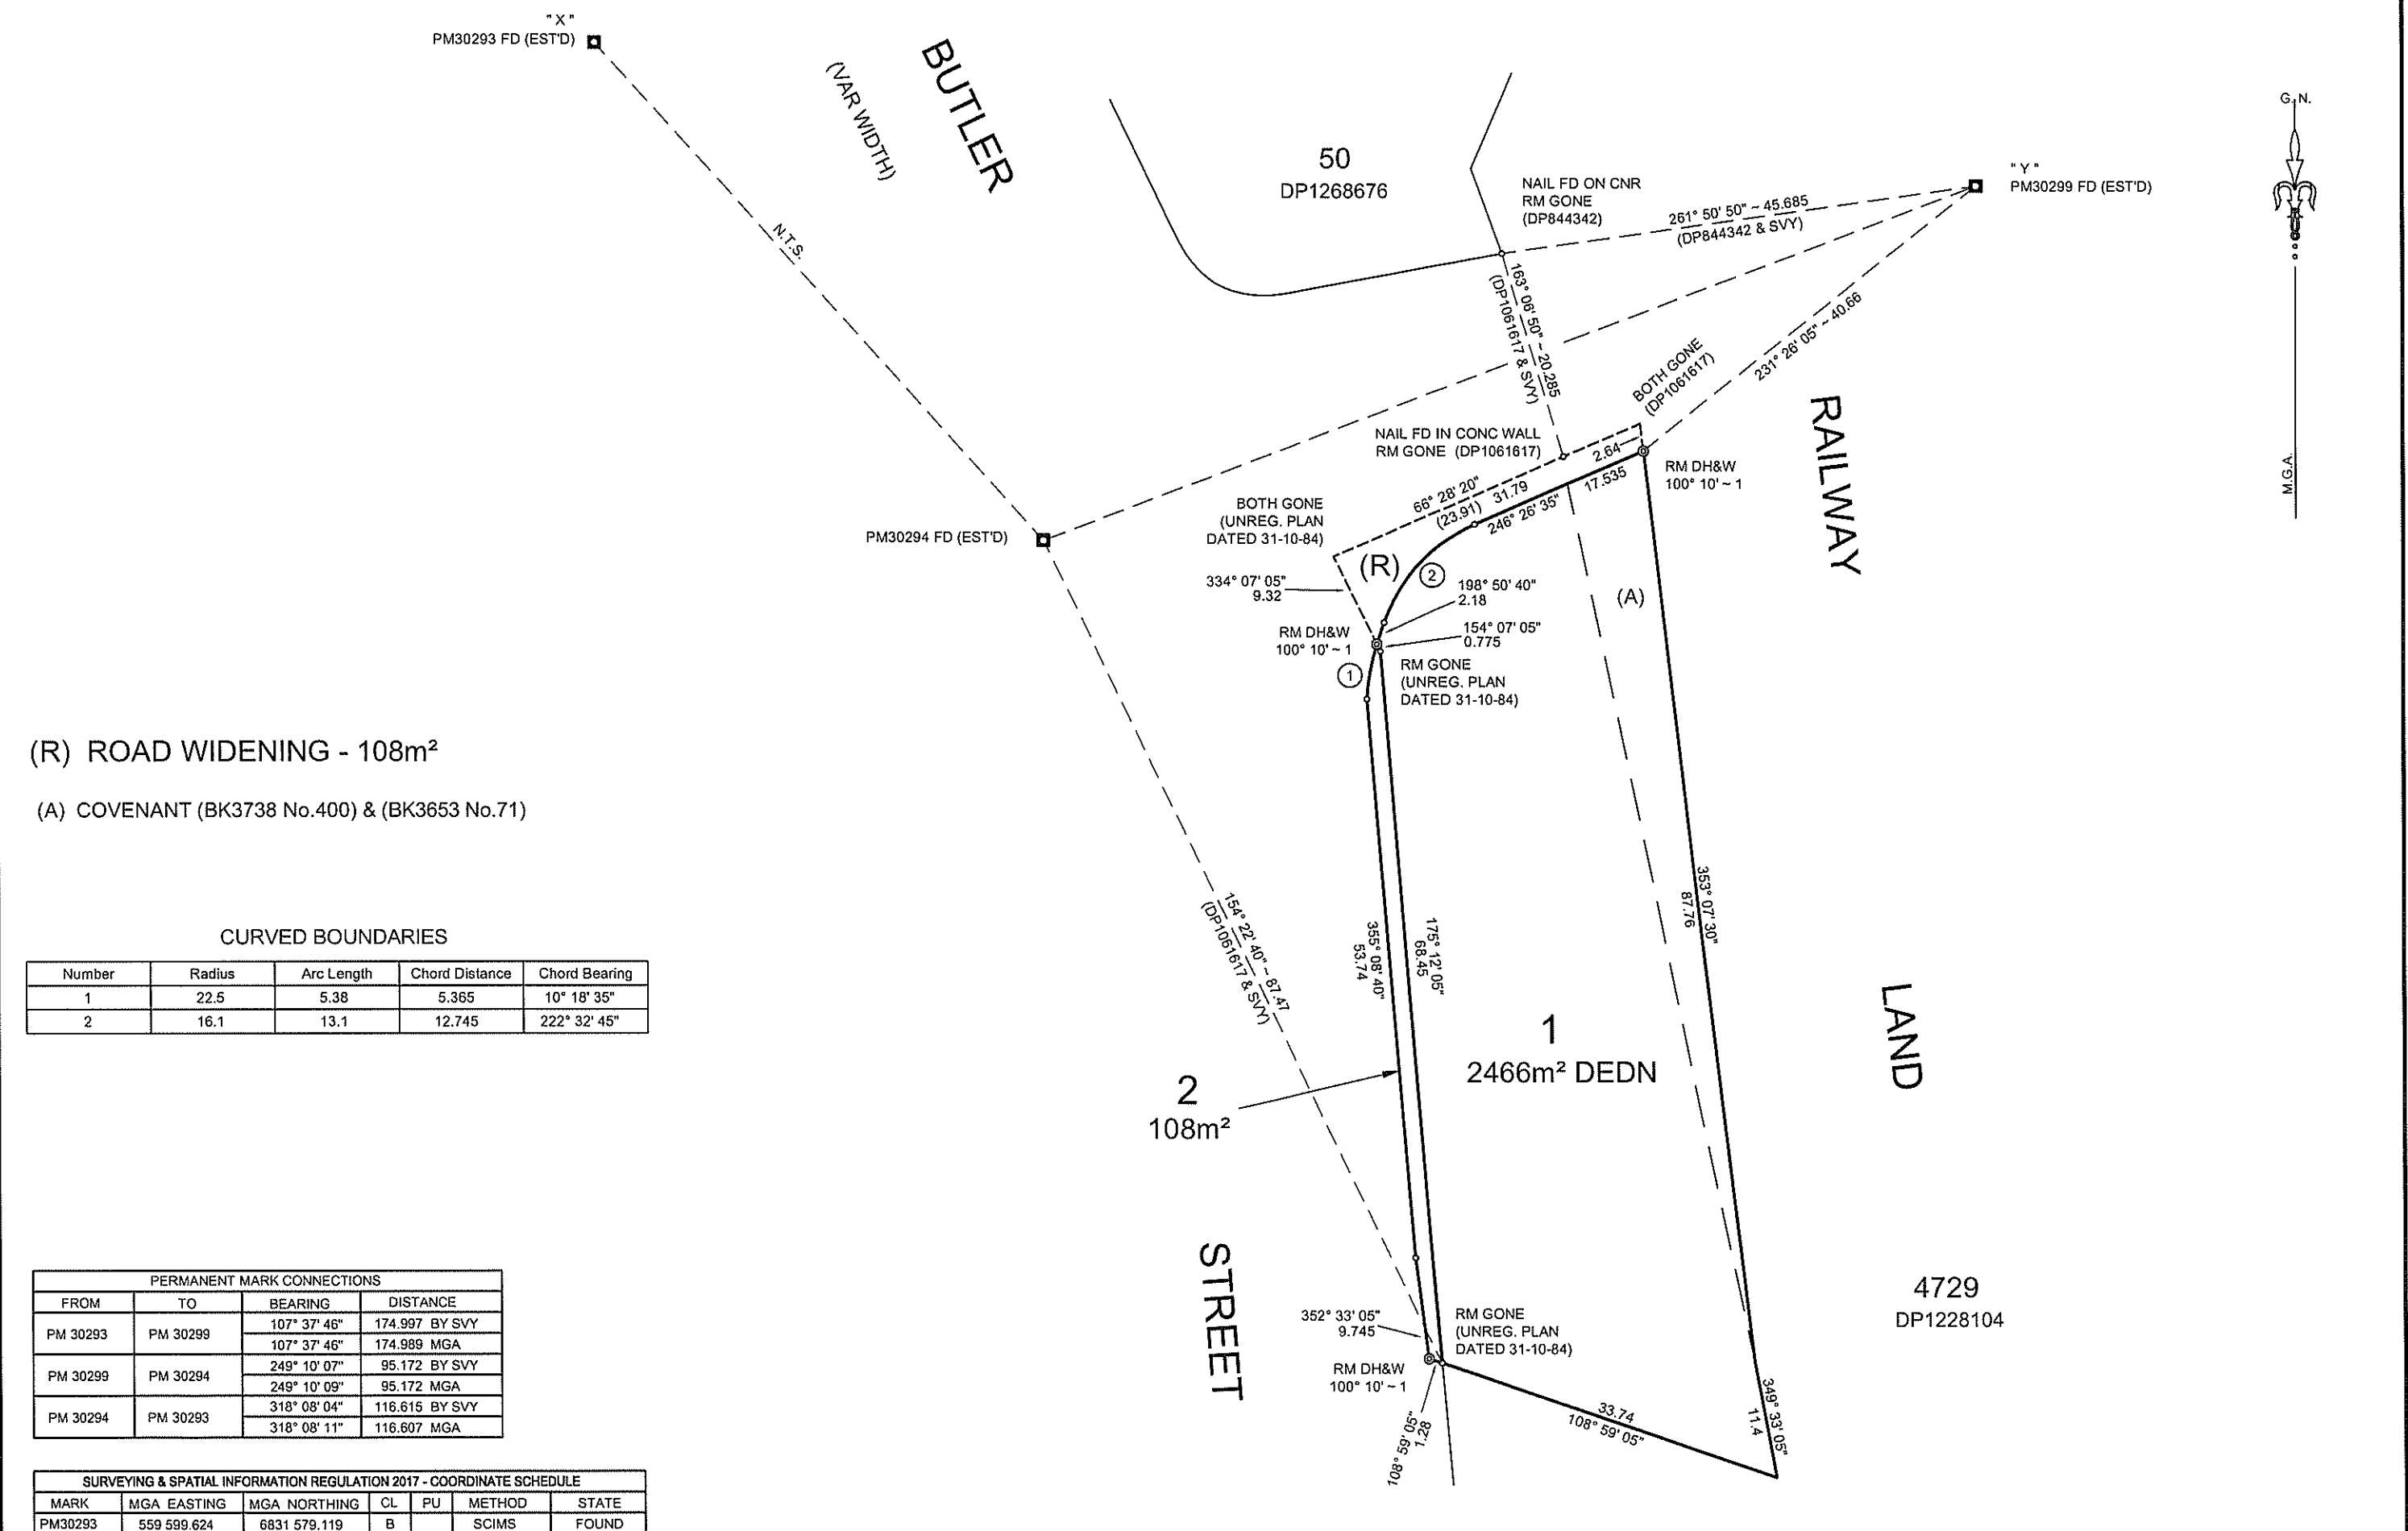 "X"
PM30293 FD (EST'D)
BUTLER
(VAR WIDTH)
N.T.S.
50
DP1268676
NAIL FD ON CNR
RM GONE
(DP844342)
261° 50' 50" ~ 45.685
(DP844342 & SVY)
"Y"
PM30299 FD (EST'D)
G. N.
M.G.A.
163° 06' 50" ~ 20.285
(DP1061617 & SVY)
BOTH GONE
(DP1061617)
231° 26' 05" ~ 40.66
RAILWAY
NAIL FD IN CONC WALL
RM GONE (DP1061617)
2.64
RM DH&W
100° 10' ~ 1
66° 28' 20"
31.79
(23.91)
17.535
246° 26' 35"
BOTH GONE
(UNREG. PLAN
DATED 31-10-84)
PM30294 FD (EST'D)
(R)
2
334° 07' 05"
9.32
198° 50' 40"
2.18
(A)
RM DH&W
100° 10' ~ 1
154° 07' 05"
0.775
1
RM GONE
(UNREG. PLAN
DATED 31-10-84)
(R) ROAD WIDENING - 108m²
(A) COVENANT (BK3738 No.400) & (BK3653 No.71)
CURVED BOUNDARIES
Number Radius Arc Length Chord Distance Chord Bearing
1 22.5 5.38 5.365 10° 18' 35"
2 16.1 13.1 12.745 222° 32' 45"
154° 22' 40" ~ 87.47
(DP1061617 & SVY)
355° 08' 40"
53.74
175° 12' 05"
68.45
353° 07' 30"
87.76
LAND
1
2466m² DEDN
2
108m²
STREET
4729
DP1228104
352° 33' 05"
9.745
RM GONE
(UNREG. PLAN
DATED 31-10-84)
RM DH&W
100° 10' ~ 1
108° 59' 05"
1.28
33.74
108° 59' 05"
349° 33' 05"
11.4
PERMANENT MARK CONNECTIONS
FROM TO BEARING DISTANCE
PM 30293 PM 30299 107° 37' 46" 174.997 BY SVY
107° 37' 46" 174.989 MGA
PM 30299 PM 30294 249° 10' 07" 95.172 BY SVY
249° 10' 09" 95.172 MGA
PM 30294 PM 30293 318° 08' 04" 116.615 BY SVY
318° 08' 11" 116.607 MGA
SURVEYING & SPATIAL INFORMATION REGULATION 2017 - COORDINATE SCHEDULE
MARK MGA EASTING MGA NORTHING CL PU METHOD STATE
PM30293 559 599.624 6831 579.119 B SCIMS FOUND